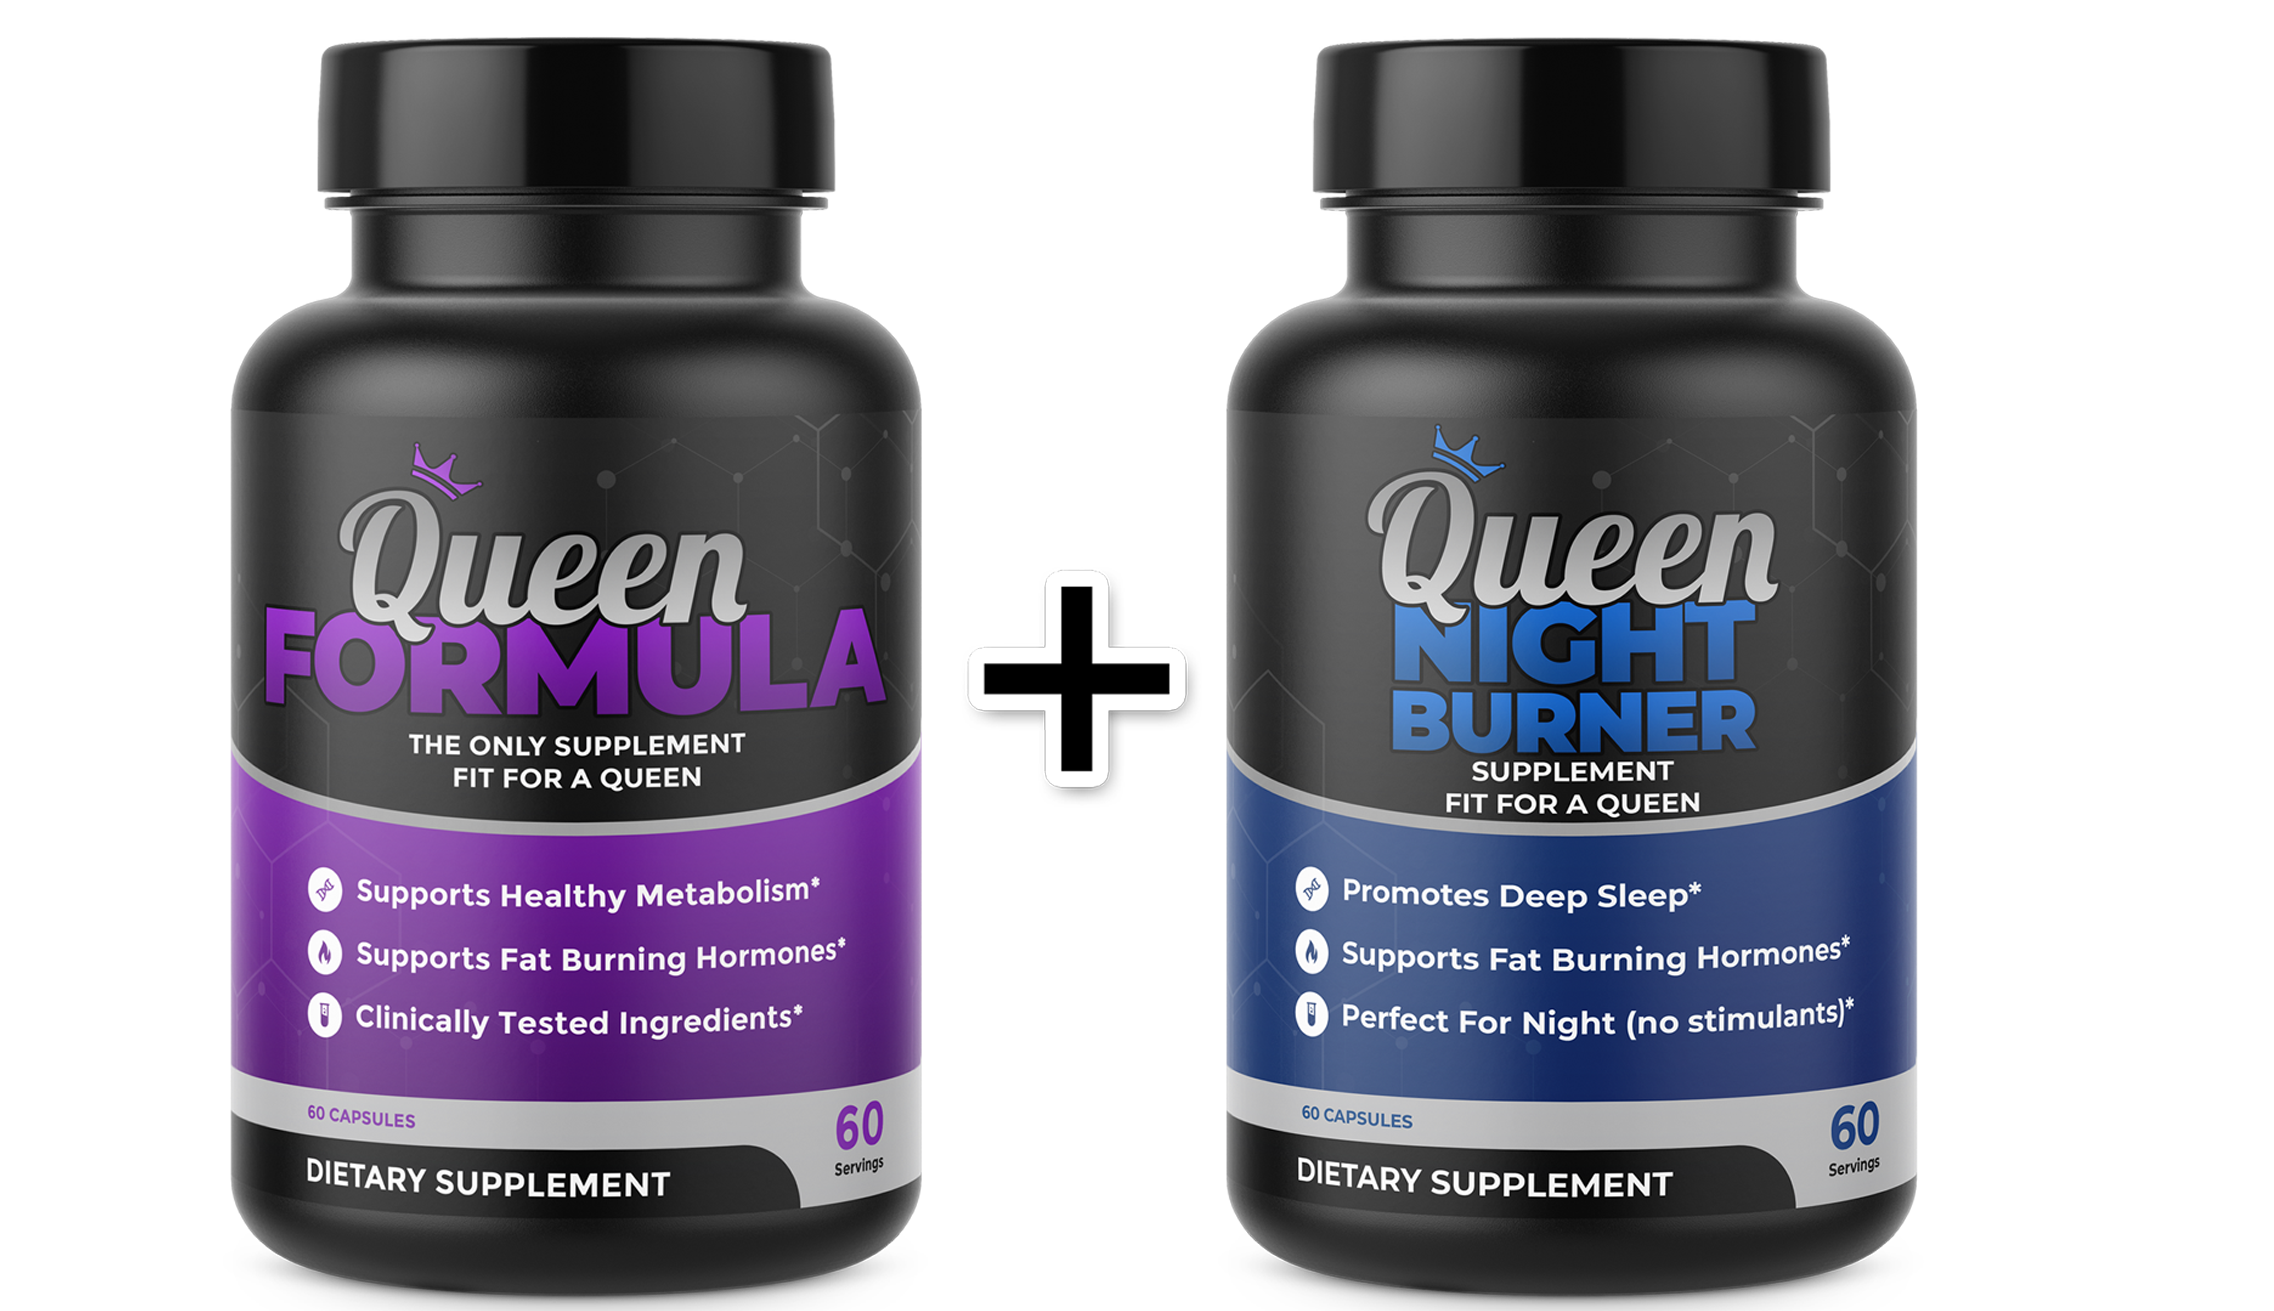 Queen
FORMULA
THE ONLY SUPPLEMENT
FIT FOR A QUEEN
Supports Healthy Metabolism*
Supports Fat Burning Hormones*
Clinically Tested Ingredients*
60 CAPSULES
60
Servings
DIETARY SUPPLEMENT
+
Queen
NIGHT
BURNER
SUPPLEMENT
FIT FOR A QUEEN
Promotes Deep Sleep*
Supports Fat Burning Hormones*
Perfect For Night (no stimulants)*
60 CAPSULES
60
Servings
DIETARY SUPPLEMENT